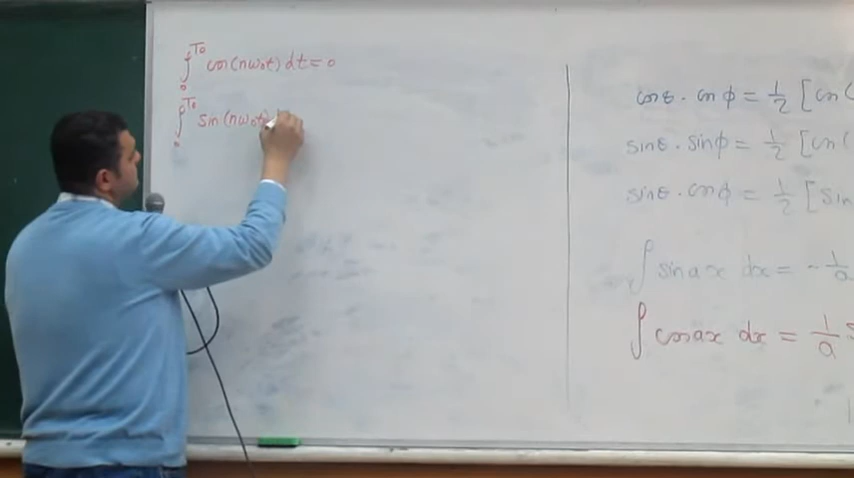 ∫₀^T₀ cos(nω₀t) dt = 0
∫₀^T₀ sin(nω₀t)
cosθ · cosφ = 1/2 [cos(
sinθ · sinφ = 1/2 [cos(
sinθ · cosφ = 1/2 [sin
∫ sin ax dx = - 1/a
∫ cos ax dx = 1/a